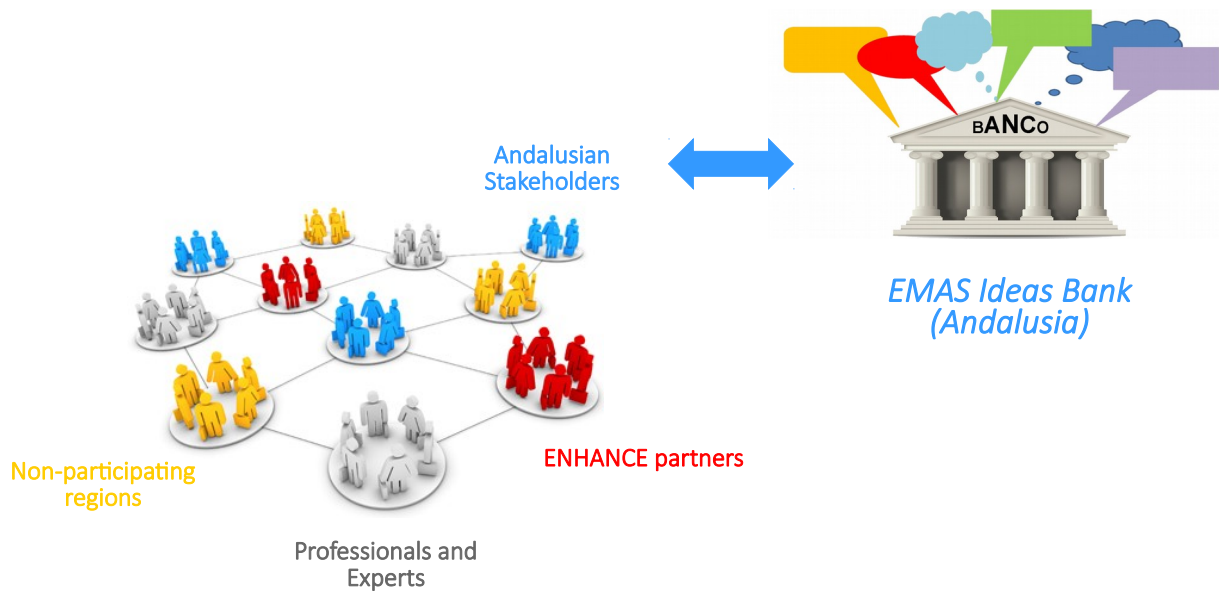 BANCO
Andalusian
Stakeholders
EMAS Ideas Bank
(Andalusia)
ENHANCE partners
Non-participating
regions
Professionals and
Experts